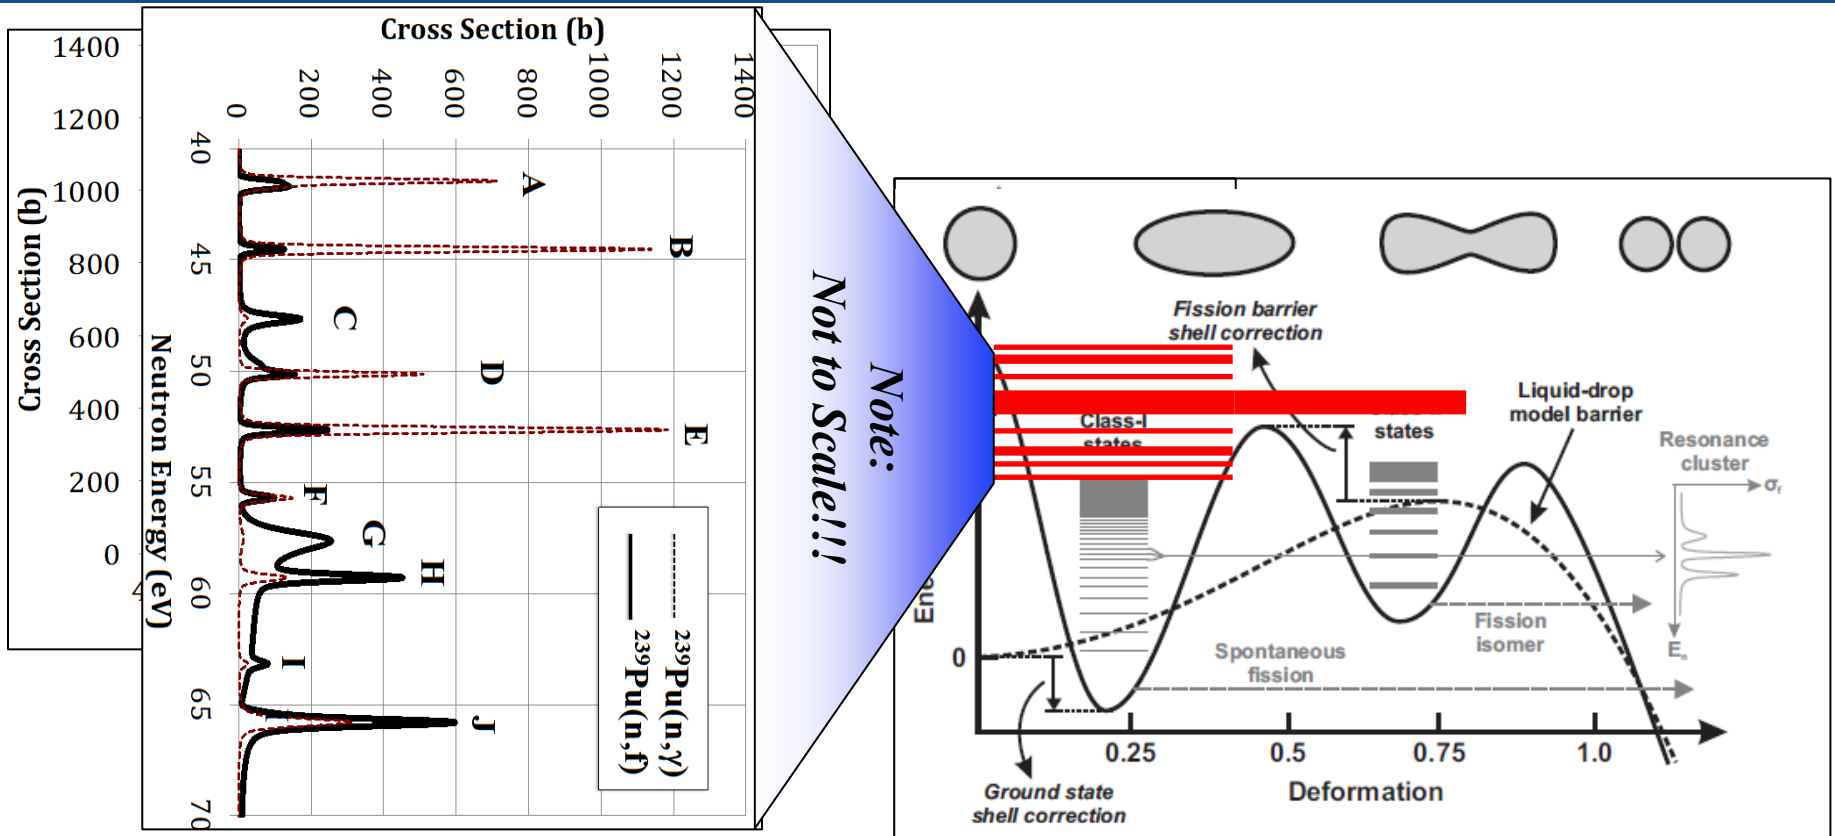 Cross Section (b)
1400
1200
1000
800
600
400
200
0
4
Cross Section (b)
0
200
400
600
800
1000
1200
1400
40
45
50
55
60
65
70
Neutron Energy (eV)
A
B
C
D
E
F
G
H
I
J
²³⁹Pu(n,γ)
²³⁹Pu(n,f)
Note:
Not to Scale!!!
Fission barrier
shell correction
Liquid-drop
model barrier
Class-I
states
states
Resonance
cluster
σf
En
Fission
isomer
Spontaneous
fission
Ene
0
0.25
0.5
0.75
1.0
Deformation
Ground state
shell correction